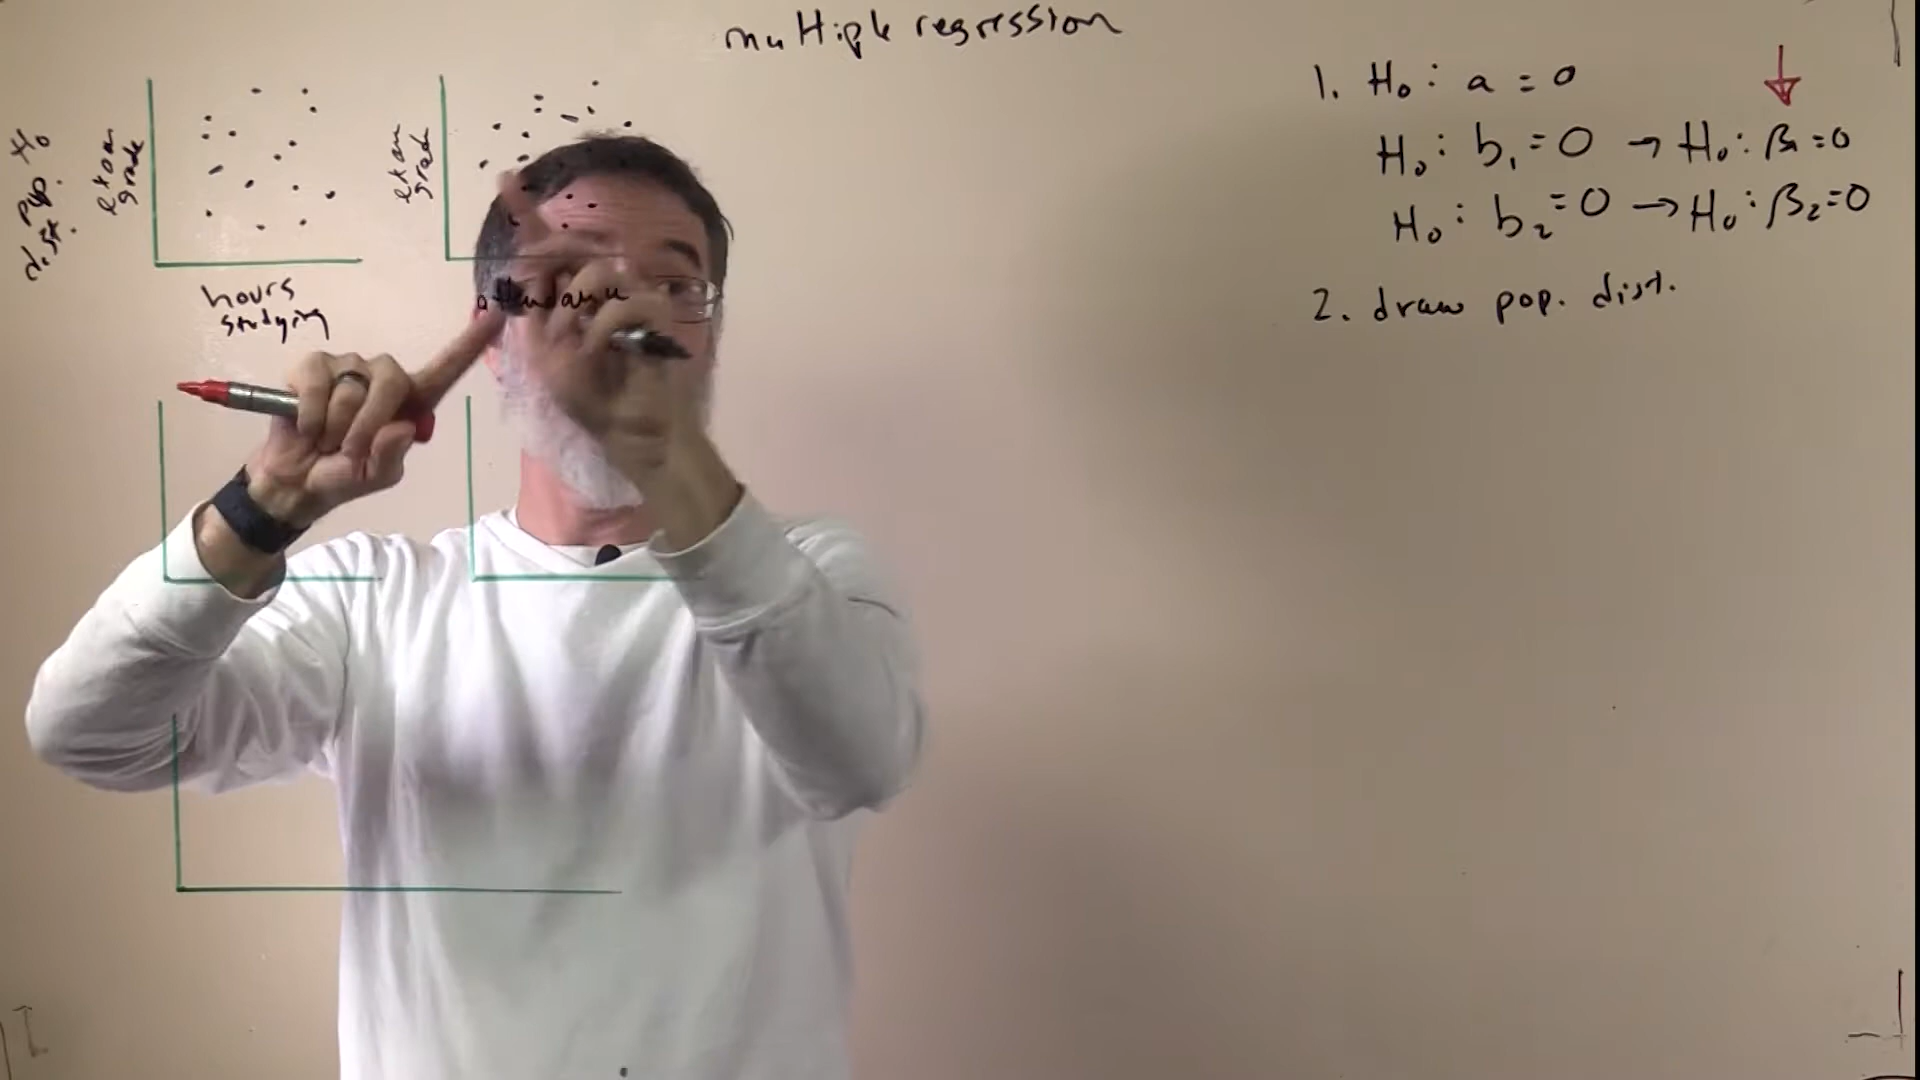 multiple regression
1. H₀: a = 0
H₀: b₁ = 0 → H₀: β₁ = 0
H₀: b₂ = 0 → H₀: β₂ = 0
2. draw pop. dist.
H₀
pop.
dist.
exam
grade
hours
studying
exam
grade
attendance